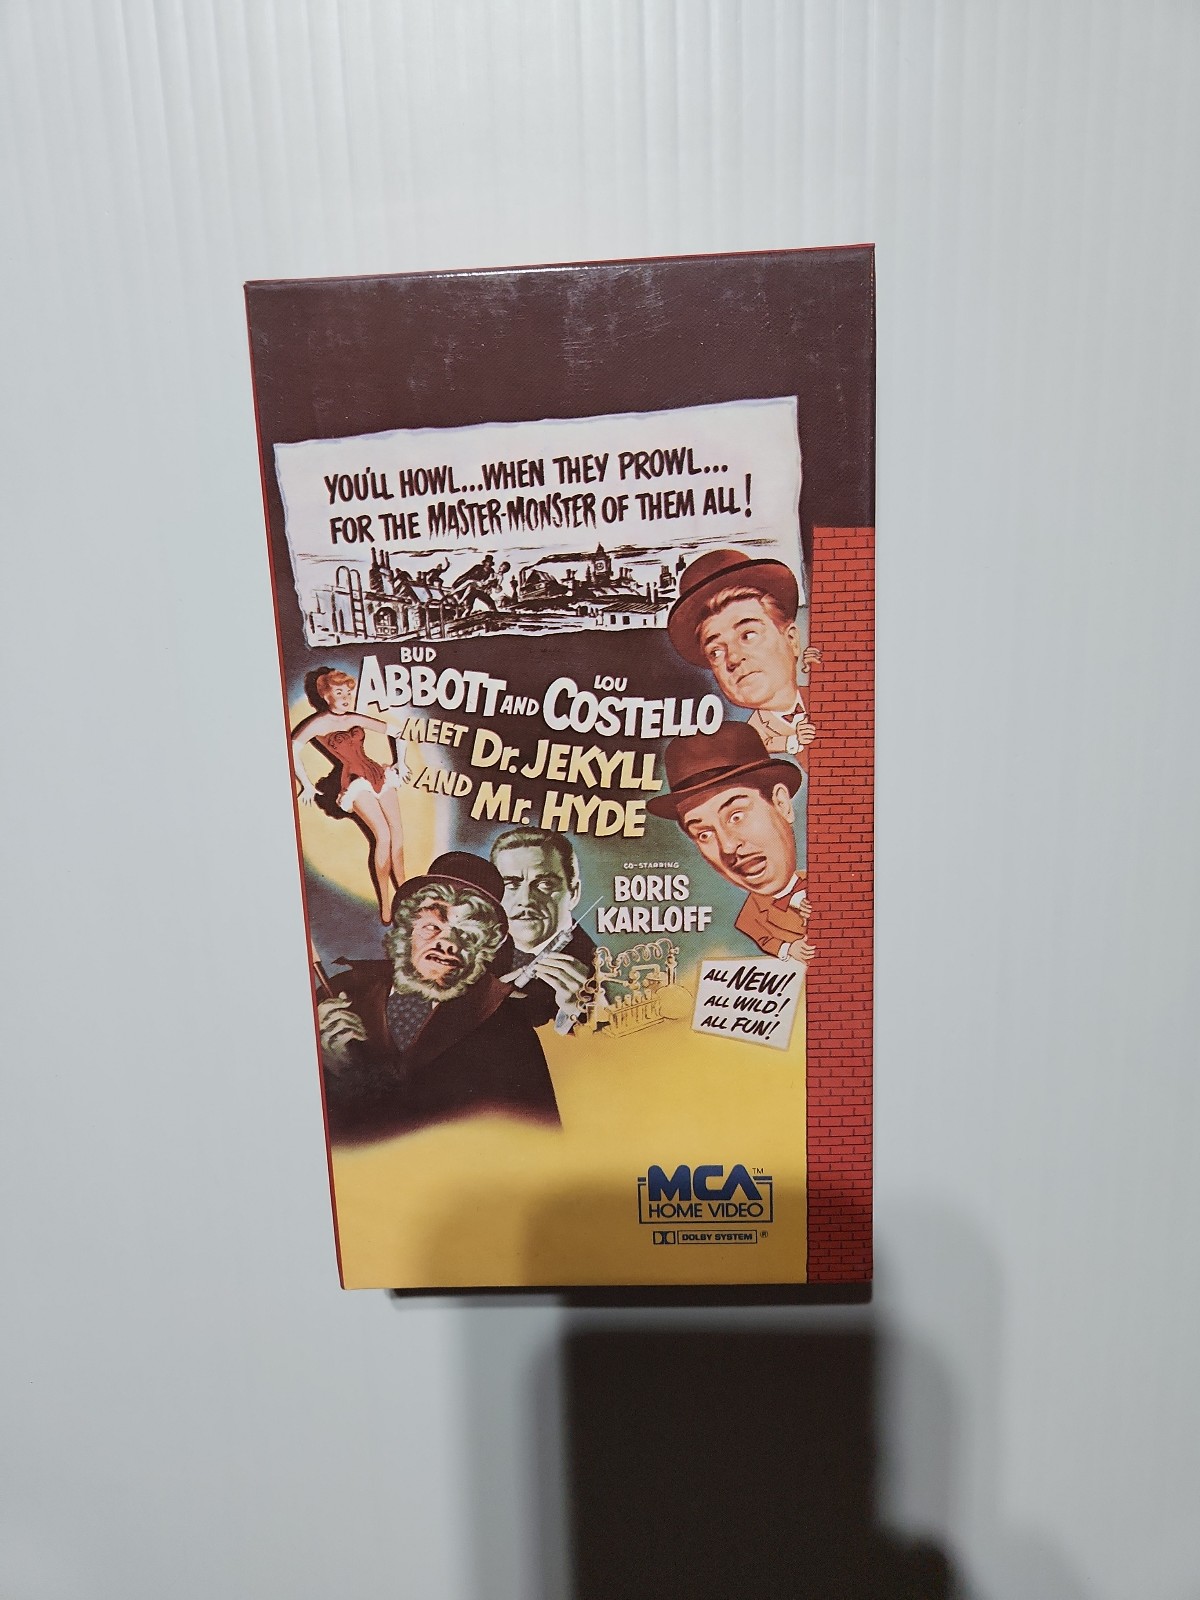 YOU'LL HOWL...WHEN THEY PROWL...
FOR THE MASTER-MONSTER OF THEM ALL!
BUD
ABBOTT AND LOU COSTELLO
MEET Dr. JEKYLL
AND Mr. HYDE
CO-STARRING
BORIS
KARLOFF
ALL NEW!
ALL WILD!
ALL FUN!
MCA™
HOME VIDEO
DOLBY SYSTEM ®